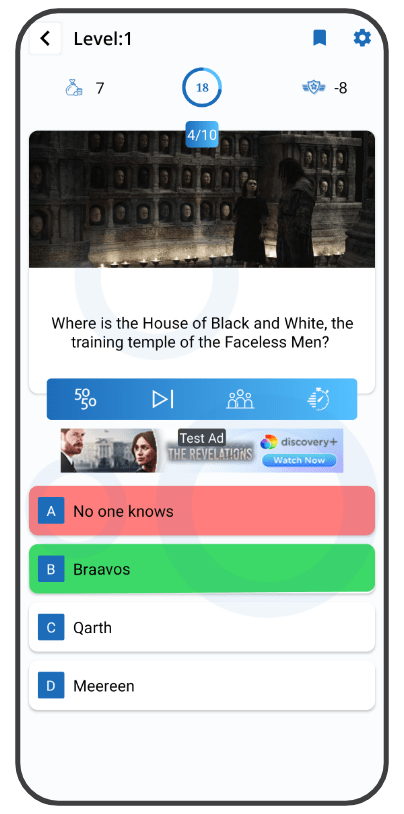 Level:1
7
18
-8
4/10
Where is the House of Black and White, the
training temple of the Faceless Men?
50
50
Test Ad
THE REVELATIONS
discovery+
Watch Now
A No one knows
B Braavos
C Qarth
D Meereen